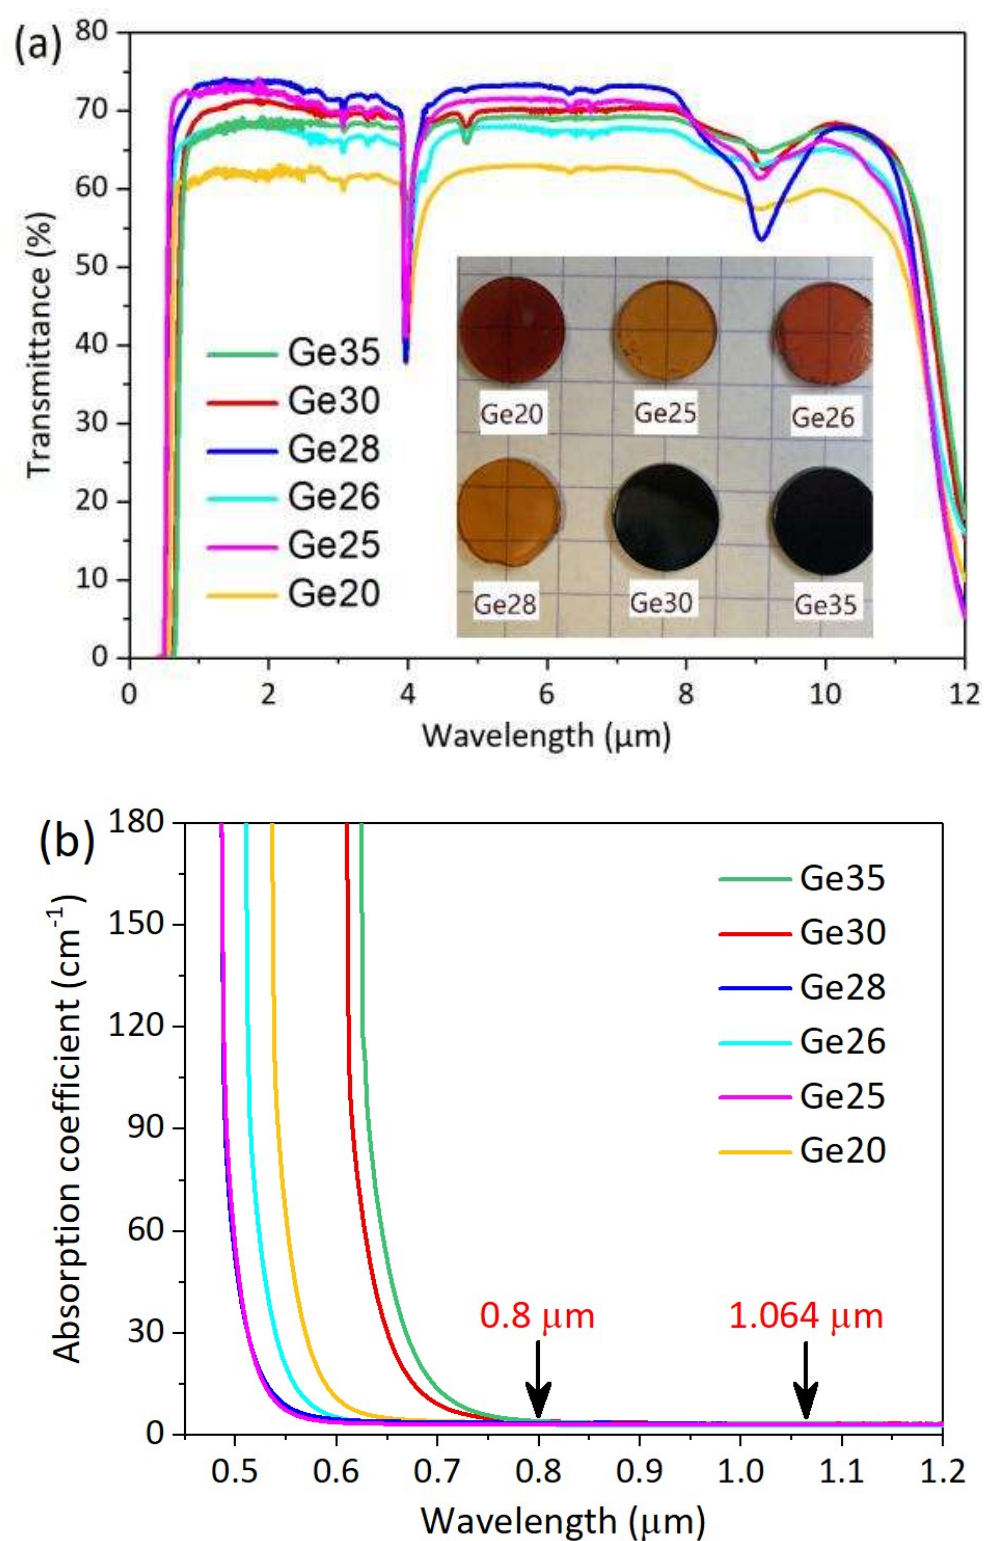 (a)
80
70
60
50
40
30
20
10
0
Transmittance (%)
Ge35
Ge30
Ge28
Ge26
Ge25
Ge20
Ge20 Ge25 Ge26
Ge28 Ge30 Ge35
0 2 4 6 8 10 12
Wavelength (μm)
(b)
180
150
120
90
60
30
0
Absorption coefficient (cm⁻¹)
Ge35
Ge30
Ge28
Ge26
Ge25
Ge20
0.8 μm 1.064 μm
0.5 0.6 0.7 0.8 0.9 1.0 1.1 1.2
Wavelength (μm)